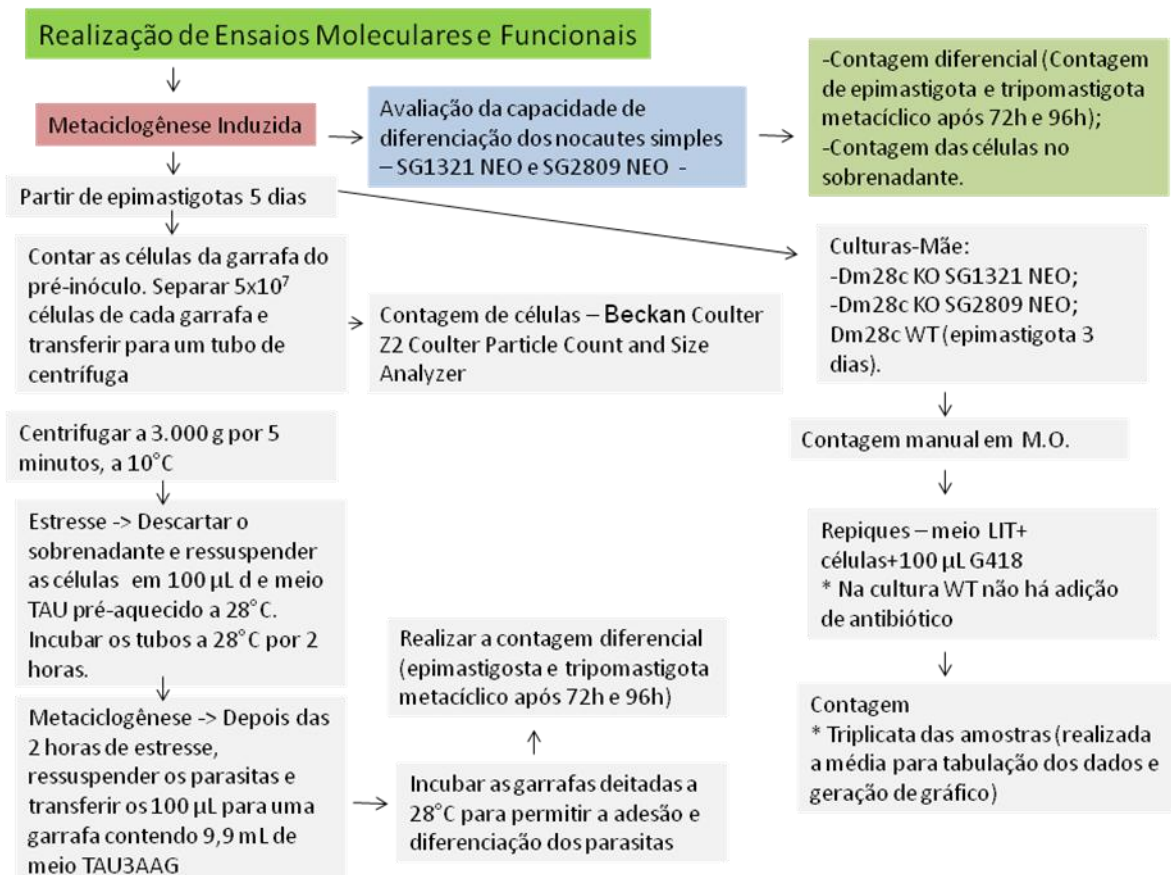 Realização de Ensaios Moleculares e Funcionais
Metaciclogênese Induzida
Avaliação da capacidade de
diferenciação dos nocautes simples
– SG1321 NEO e SG2809 NEO -
-Contagem diferencial (Contagem
de epimastigota e tripomastigota
metacíclico após 72h e 96h);
-Contagem das células no
sobrenadante.
Partir de epimastigotas 5 dias
Contar as células da garrafa do
pré-inóculo. Separar 5x10⁷
células de cada garrafa e
transferir para um tubo de
centrífuga
Contagem de células – Beckan Coulter
Z2 Coulter Particle Count and Size
Analyzer
Culturas-Mãe:
-Dm28c KO SG1321 NEO;
-Dm28c KO SG2809 NEO;
Dm28c WT (epimastigota 3
dias).
Centrifugar a 3.000 g por 5
minutos, a 10°C
Contagem manual em M.O.
Estresse -> Descartar o
sobrenadante e ressuspender
as células em 100 µL d e meio
TAU pré-aquecido a 28°C.
Incubar os tubos a 28°C por 2
horas.
Repiques – meio LIT+
células+100 µL G418
* Na cultura WT não há adição
de antibiótico
Realizar a contagem diferencial
(epimastigosta e tripomastigota
metacíclico após 72h e 96h)
Metaciclogênese -> Depois das
2 horas de estresse,
ressuspender os parasitas e
transferir os 100 µL para uma
garrafa contendo 9,9 mL de
meio TAU3AAG
Incubar as garrafas deitadas a
28°C para permitir a adesão e
diferenciação dos parasitas
Contagem
* Triplicata das amostras (realizada
a média para tabulação dos dados e
geração de gráfico)